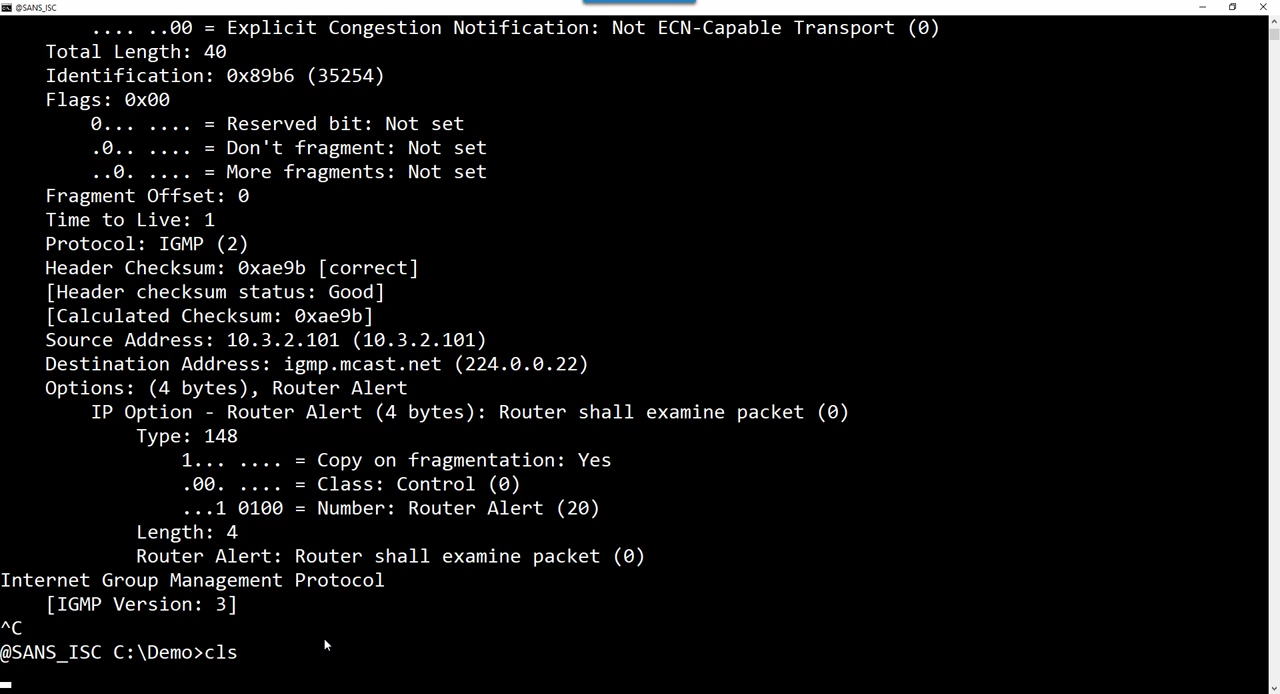 @SANS_ISC
.... ..00 = Explicit Congestion Notification: Not ECN-Capable Transport (0)
Total Length: 40
Identification: 0x89b6 (35254)
Flags: 0x00
0... .... = Reserved bit: Not set
.0.. .... = Don't fragment: Not set
..0. .... = More fragments: Not set
Fragment Offset: 0
Time to Live: 1
Protocol: IGMP (2)
Header Checksum: 0xae9b [correct]
[Header checksum status: Good]
[Calculated Checksum: 0xae9b]
Source Address: 10.3.2.101 (10.3.2.101)
Destination Address: igmp.mcast.net (224.0.0.22)
Options: (4 bytes), Router Alert
IP Option - Router Alert (4 bytes): Router shall examine packet (0)
Type: 148
1... .... = Copy on fragmentation: Yes
.00. .... = Class: Control (0)
...1 0100 = Number: Router Alert (20)
Length: 4
Router Alert: Router shall examine packet (0)
Internet Group Management Protocol
[IGMP Version: 3]
^C
@SANS_ISC C:\Demo>cls